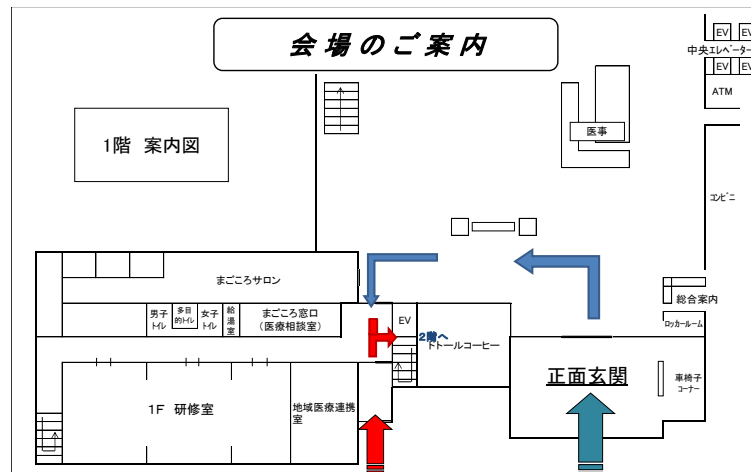 会場のご案内
EV EV
中央エレベーター
EV EV
ATM
1階 案内図
医事
コンビニ
まごころサロン
総合案内
男子
トイレ
多目
的トイレ
女子
トイレ
給
湯
室
まごころ窓口
(医療相談室)
EV
ロッカールーム
2階へ
ドトールコーヒー
正面玄関
車椅子
コーナー
1F 研修室
地域医療連携
室